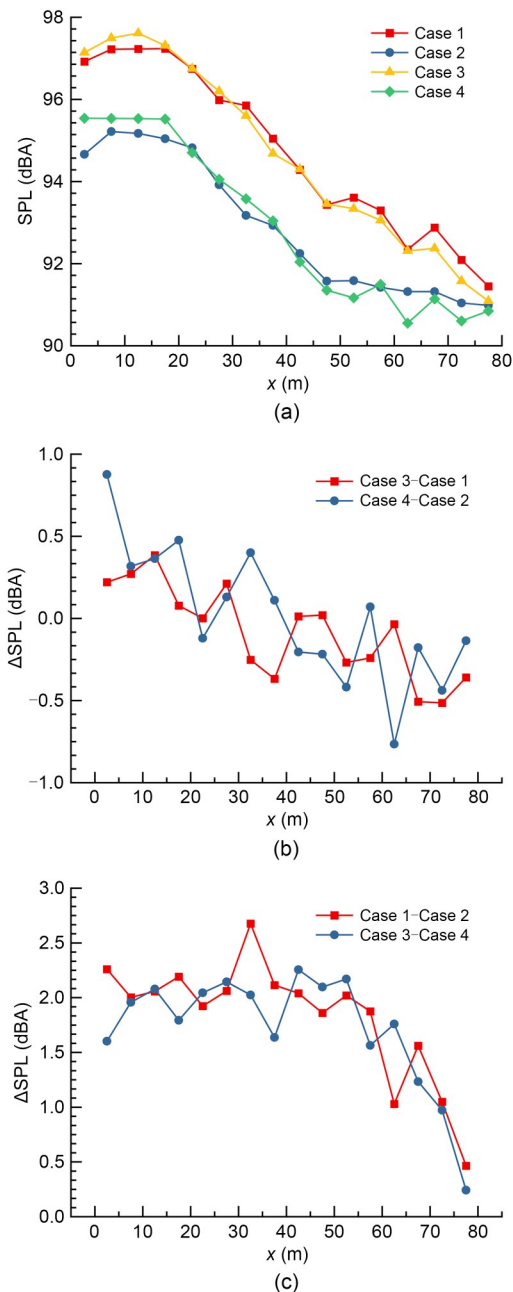 98
96
94
92
90
SPL (dBA)
Case 1
Case 2
Case 3
Case 4
0 10 20 30 40 50 60 70 80
x (m)
(a)
1.0
0.5
0.0
−0.5
−1.0
ΔSPL (dBA)
Case 3−Case 1
Case 4−Case 2
0 10 20 30 40 50 60 70 80
x (m)
(b)
3.0
2.5
2.0
1.5
1.0
0.5
0.0
ΔSPL (dBA)
Case 1−Case 2
Case 3−Case 4
0 10 20 30 40 50 60 70 80
x (m)
(c)